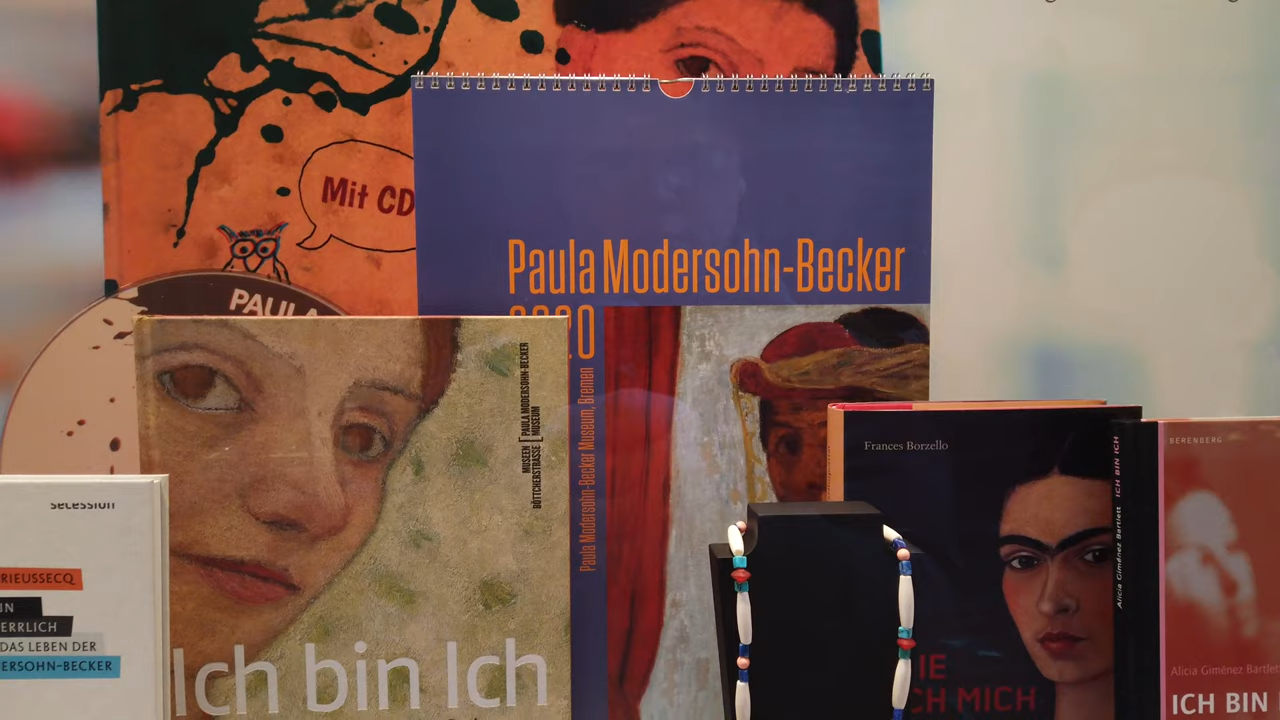 Mit CD
Paula Modersohn-Becker
Paula Modersohn-Becker Museum, Bremen
PAULA
MUSEEN
BÖTTCHERSTRASSE
PAULA MODERSOHN-BECKER
MUSEUM
Ich bin Ich
secession
RIEUSSECQ
IN
ERRLICH
DAS LEBEN DER
ERSOHN-BECKER
Frances Borzello
IE
CH MICH
Alicia Giménez Bartlett ICH BIN ICH
BERENBERG
Alicia Giménez Bartlet
ICH BIN